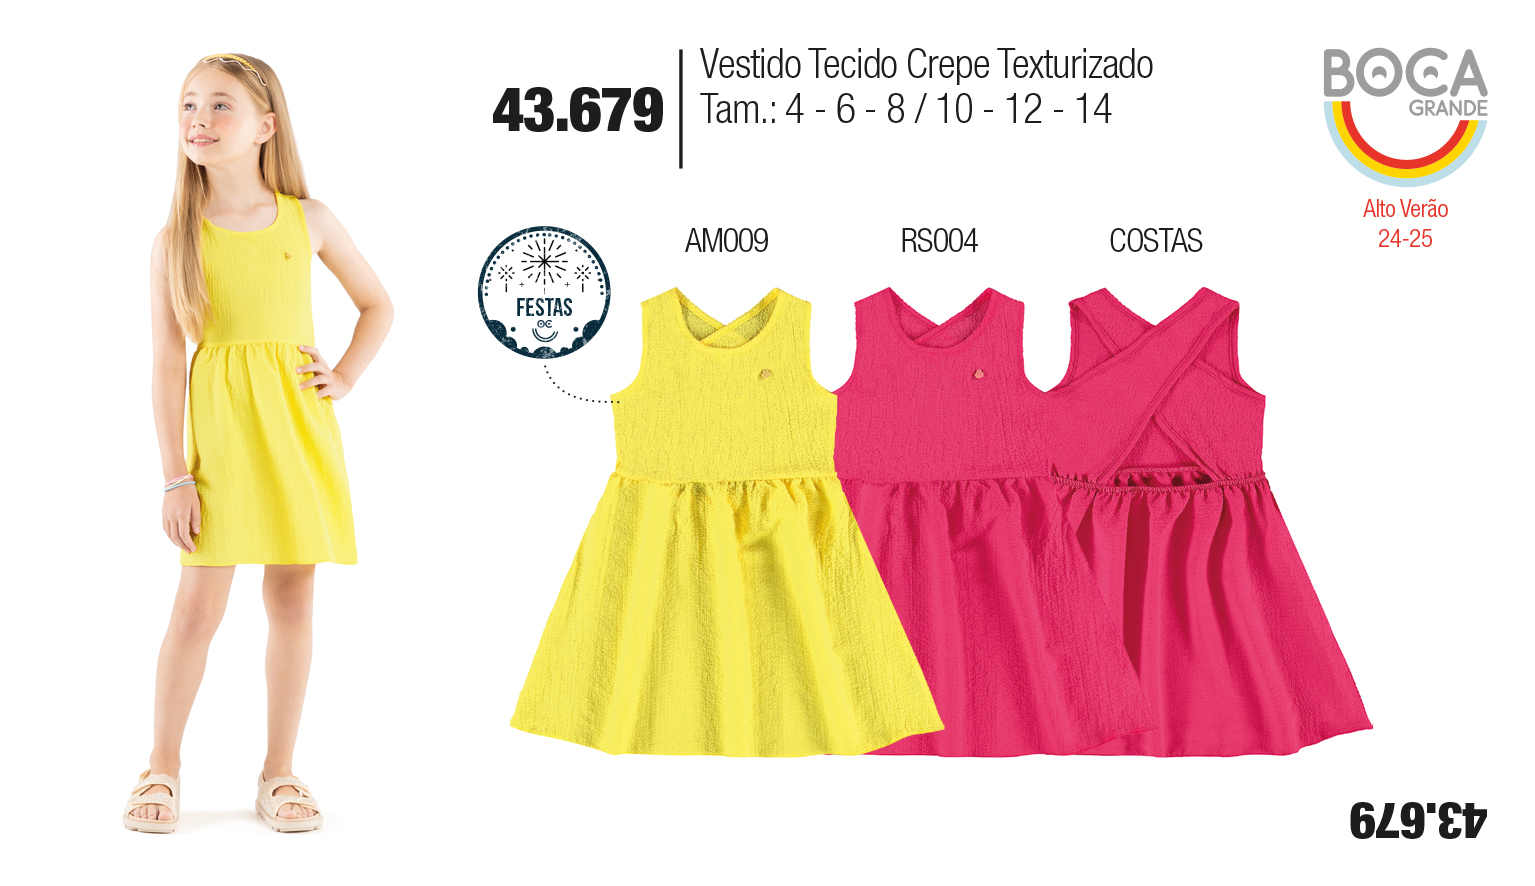 43.679
Vestido Tecido Crepe Texturizado
Tam.: 4 - 6 - 8 / 10 - 12 - 14
BOCA
GRANDE
Alto Verão
24-25
FESTAS
AM009
RS004
COSTAS
43.679